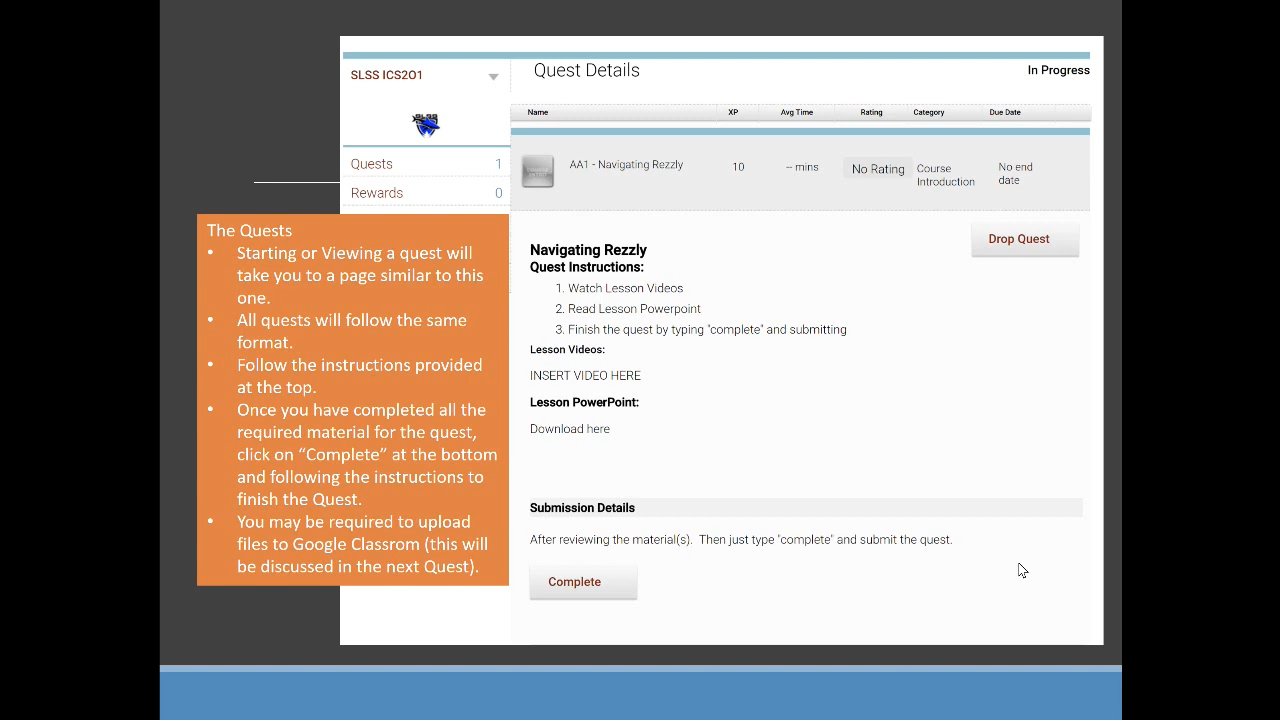 SLSS ICS2O1
Quests 1
Rewards 0
The Quests
• Starting or Viewing a quest will
take you to a page similar to this
one.
• All quests will follow the same
format.
• Follow the instructions provided
at the top.
• Once you have completed all the
required material for the quest,
click on “Complete” at the bottom
and following the instructions to
finish the Quest.
• You may be required to upload
files to Google Classrom (this will
be discussed in the next Quest).
Quest Details
In Progress
Name XP Avg Time Rating Category Due Date
AA1 - Navigating Rezzly 10 -- mins No Rating Course No end
Introduction date
Drop Quest
Navigating Rezzly
Quest Instructions:
1. Watch Lesson Videos
2. Read Lesson Powerpoint
3. Finish the quest by typing "complete" and submitting
Lesson Videos:
INSERT VIDEO HERE
Lesson PowerPoint:
Download here
Submission Details
After reviewing the material(s). Then just type "complete" and submit the quest.
Complete